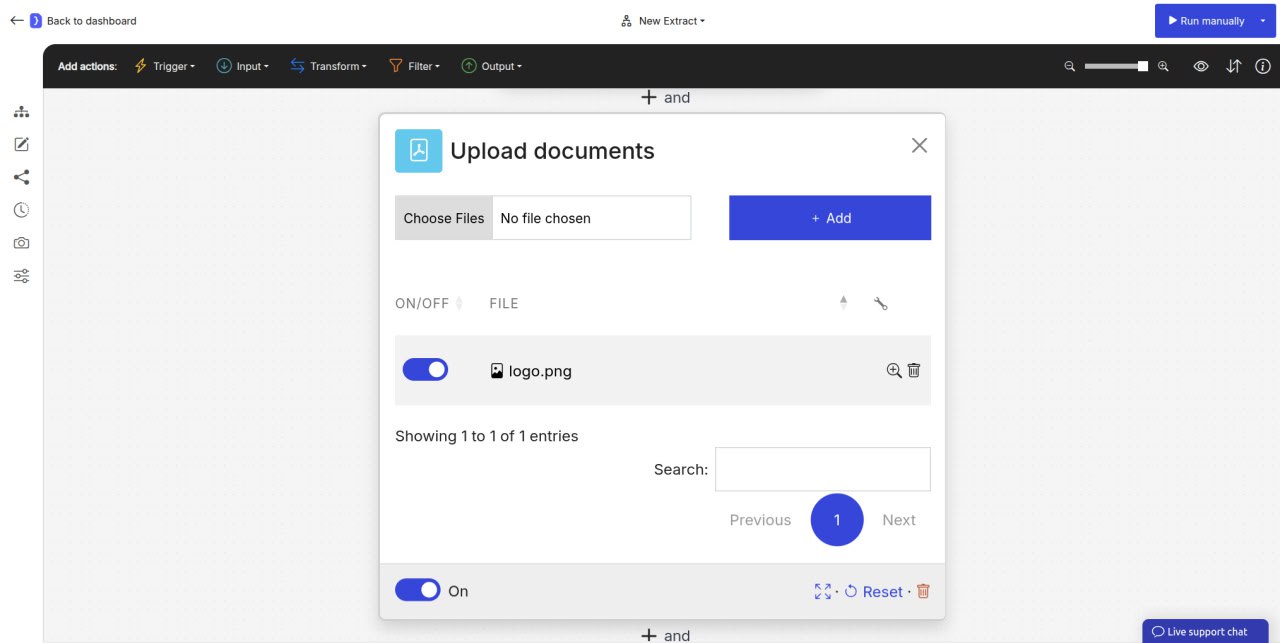 Back to dashboard
New Extract
Run manually
Add actions:
Trigger
Input
Transform
Filter
Output
and
Upload documents
Choose Files
No file chosen
+ Add
ON/OFF
FILE
logo.png
Showing 1 to 1 of 1 entries
Search:
Previous
1
Next
On
· Reset ·
and
Live support chat